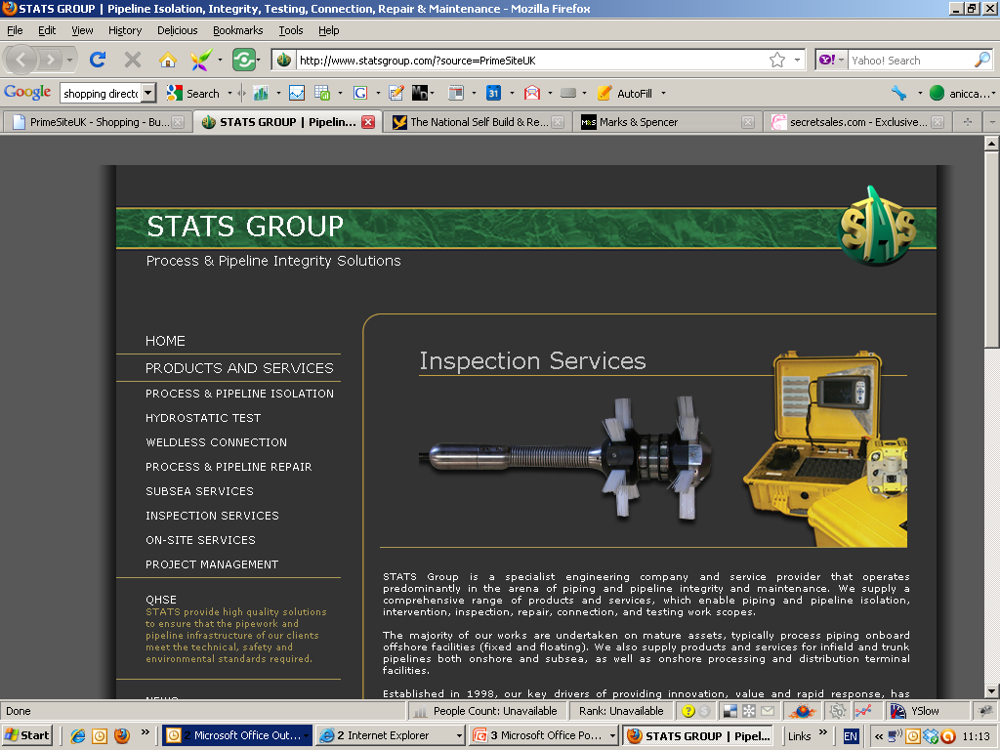 STATS GROUP | Pipeline Isolation, Integrity, Testing, Connection, Repair & Maintenance - Mozilla Firefox
File Edit View History Delicious Bookmarks Tools Help
http://www.statsgroup.com/?source=PrimeSiteUK
Y! Yahoo! Search
Google shopping directo Search AutoFill anicca...
31
PrimeSiteUK - Shopping - Bu... STATS GROUP | Pipelin... The National Self Build & Re... M&S Marks & Spencer secretsales.com - Exclusive...
STATS GROUP
STATS
Process & Pipeline Integrity Solutions
HOME
PRODUCTS AND SERVICES
PROCESS & PIPELINE ISOLATION
HYDROSTATIC TEST
WELDLESS CONNECTION
PROCESS & PIPELINE REPAIR
SUBSEA SERVICES
INSPECTION SERVICES
ON-SITE SERVICES
PROJECT MANAGEMENT
QHSE
STATS provide high quality solutions
to ensure that the pipework and
pipeline infrastructure of our clients
meet the technical, safety and
environmental standards required.
NEWS
Inspection Services
STATS Group is a specialist engineering company and service provider that operates
predominantly in the arena of piping and pipeline integrity and maintenance. We supply a
comprehensive range of products and services, which enable piping and pipeline isolation,
intervention, inspection, repair, connection, and testing work scopes.
The majority of our works are undertaken on mature assets, typically process piping onboard
offshore facilities (fixed and floating). We also supply products and services for infield and trunk
pipelines both onshore and subsea, as well as onshore processing and distribution terminal
facilities.
Established in 1998, our key drivers of providing innovation, value and rapid response, has
Done People Count: Unavailable Rank: Unavailable YSlow
Start 2 Microsoft Office Out... 2 Internet Explorer 3 Microsoft Office Po... STATS GROUP | Pipel... Links EN 11:13